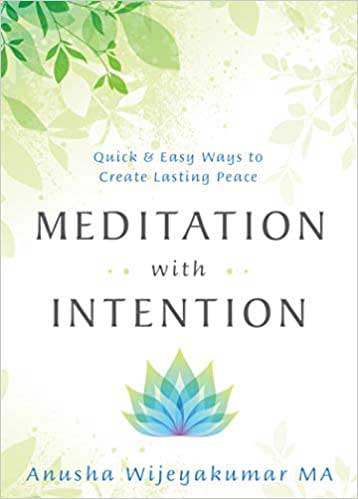 Quick & Easy Ways to
Create Lasting Peace
MEDITATION
with
INTENTION
Anusha Wijeyakumar MA